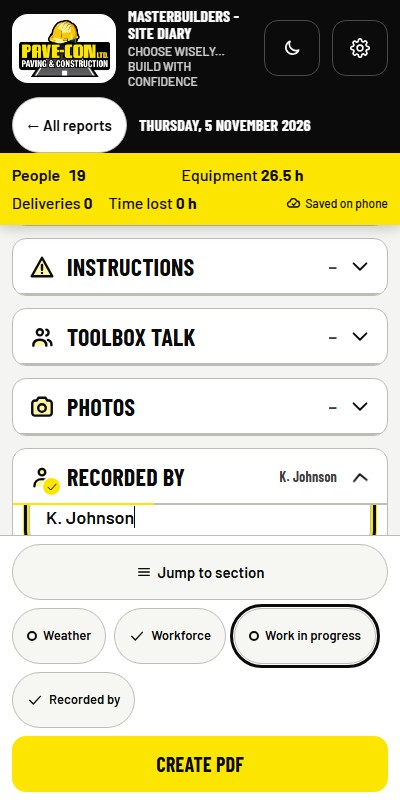 PAVE-CON LTD.
PAVING & CONSTRUCTION
MASTERBUILDERS -
SITE DIARY
CHOOSE WISELY...
BUILD WITH
CONFIDENCE
← All reports
THURSDAY, 5 NOVEMBER 2026
People 19
Equipment 26.5 h
Deliveries 0
Time lost 0 h
Saved on phone
INSTRUCTIONS –
TOOLBOX TALK –
PHOTOS –
RECORDED BY K. Johnson
K. Johnson
Jump to section
Weather
Workforce
Work in progress
Recorded by
CREATE PDF